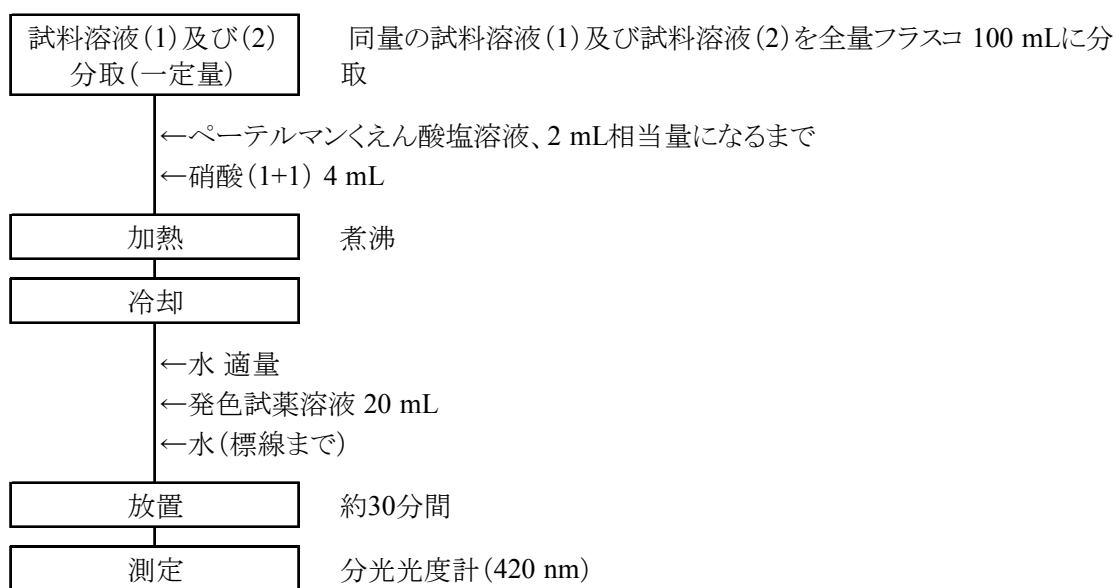 試料溶液(1)及び(2)
分取(一定量)
同量の試料溶液(1)及び試料溶液(2)を全量フラスコ 100 mLに分
取
←ペーテルマンくえん酸塩溶液、2 mL相当量になるまで
←硝酸(1+1) 4 mL
加熱
煮沸
冷却
←水 適量
←発色試薬溶液 20 mL
←水(標線まで)
放置
約30分間
測定
分光光度計(420 nm)